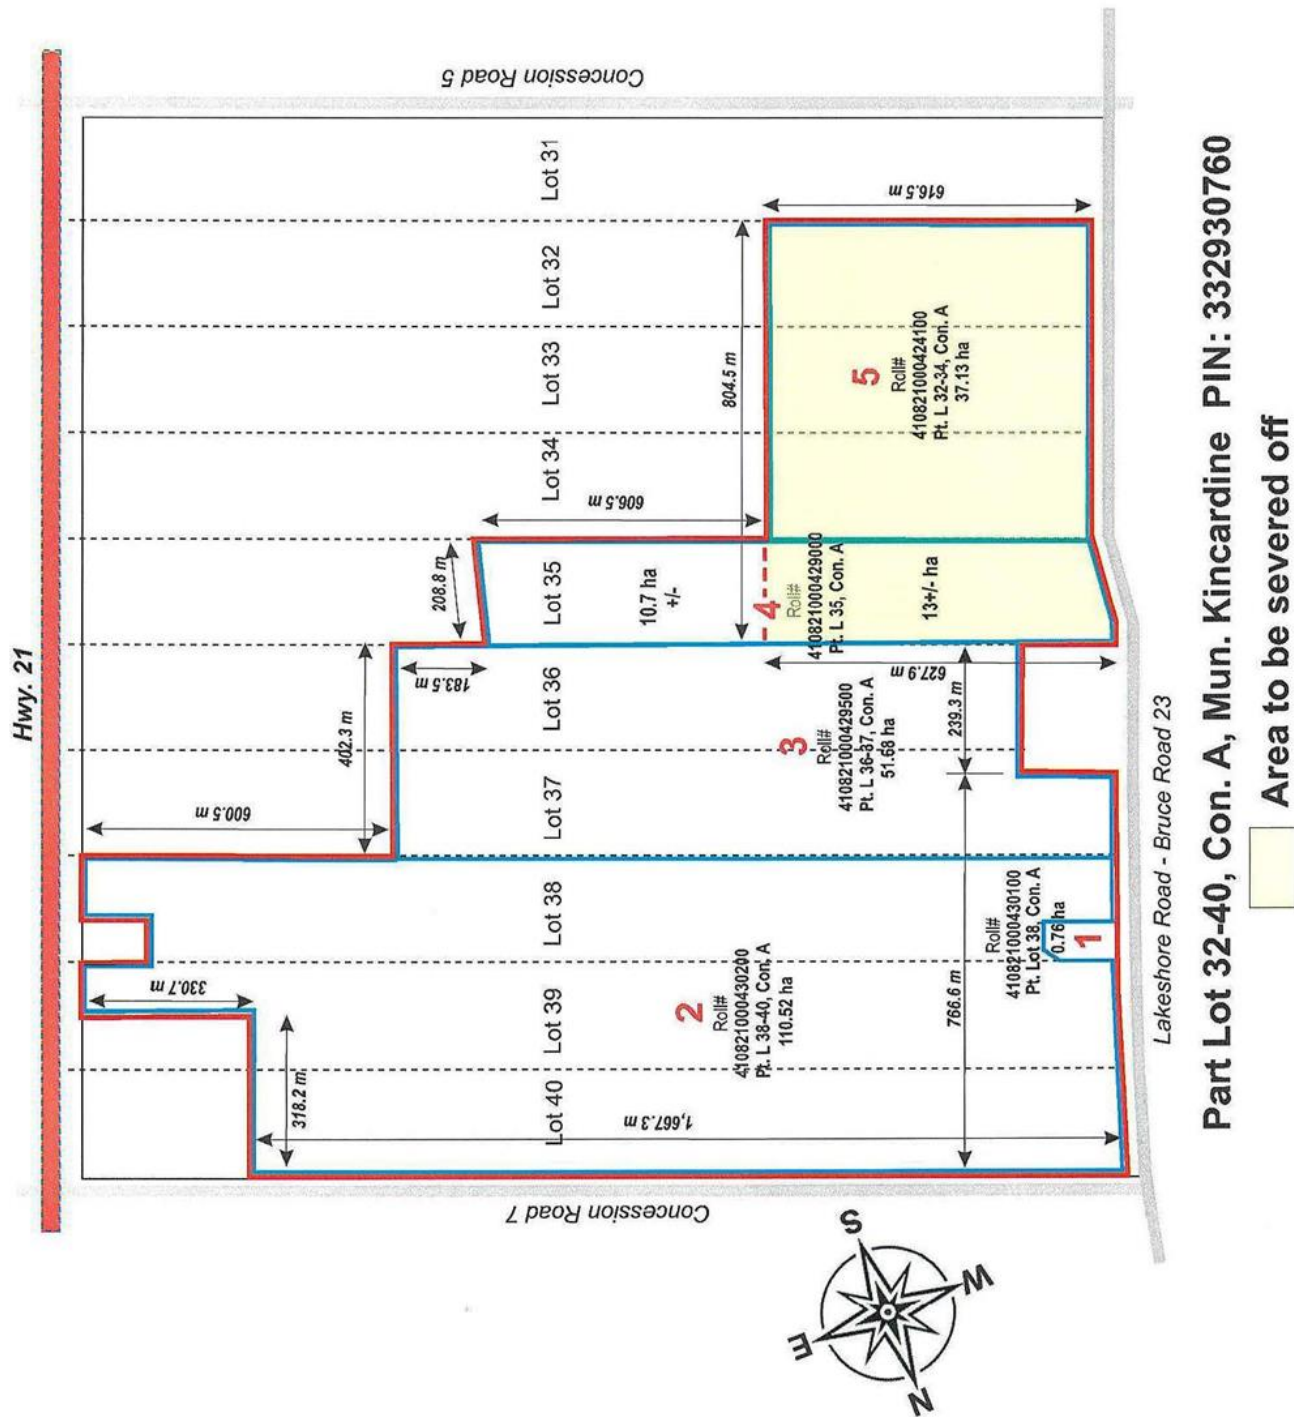 Hwy. 21
Concession Road 5
Lot 31
Lot 32
Lot 33
Lot 34
Lot 35
Lot 36
Lot 37
Lot 38
Lot 39
Lot 40
616.5 m
804.5 m
606.5 m
208.8 m
183.5 m
402.3 m
600.5 m
330.7 m
318.2 m
1,667.3 m
766.6 m
239.3 m
627.9 m
5
Roll#
410821000424100
Pt. L 32-34, Con. A
37.13 ha
10.7 ha
+/-
4
Roll#
410821000429000
Pt. L 35, Con. A
13+/- ha
3
Roll#
410821000429500
Pt. L 36-37, Con. A
51.68 ha
2
Roll#
410821000430200
Pt. L 38-40, Con. A
110.52 ha
Roll#
410821000430100
Pt. Lot 38, Con. A
0.76 ha
1
Concession Road 7
Lakeshore Road - Bruce Road 23
N
E
S
W
Part Lot 32-40, Con. A, Mun. Kincardine PIN: 332930760
Area to be severed off